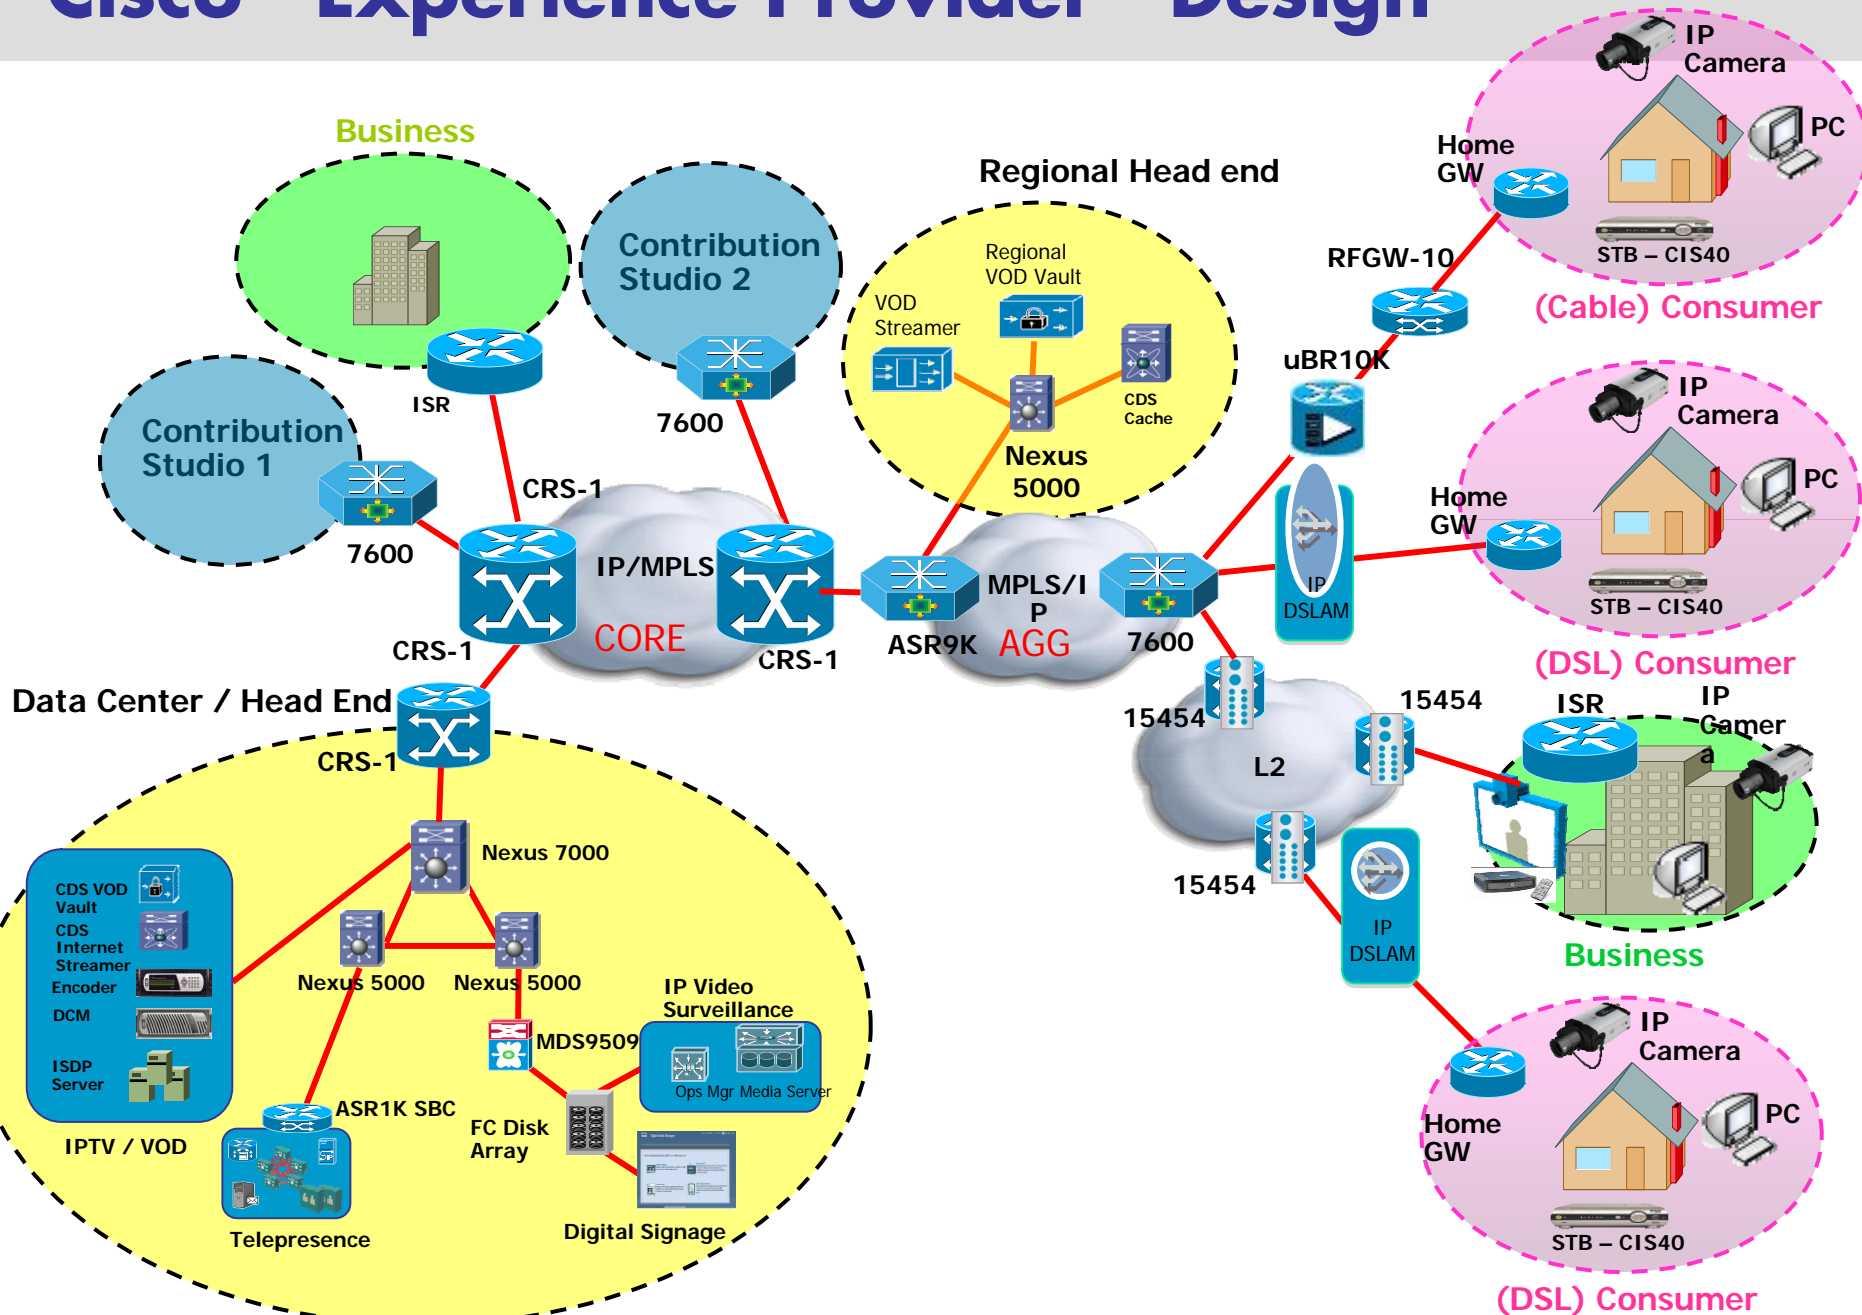 Cisco "Experience Provider" Design
IP
Camera
PC
Home
GW
STB – CIS40
(Cable) Consumer
RFGW-10
uBR10K
Business
ISR
Contribution
Studio 2
7600
Contribution
Studio 1
7600
Regional Head end
Regional
VOD Vault
VOD
Streamer
CDS
Cache
Nexus
5000
CRS-1
IP/MPLS
CORE
CRS-1
CRS-1
ASR9K
MPLS/I
P
AGG
7600
IP
DSLAM
IP
Camera
PC
Home
GW
STB – CIS40
(DSL) Consumer
15454
15454
L2
15454
ISR
IP
Camer
a
Business
IP
DSLAM
IP
Camera
PC
Home
GW
STB – CIS40
(DSL) Consumer
Data Center / Head End
CRS-1
Nexus 7000
Nexus 5000
Nexus 5000
CDS VOD
Vault
CDS
Internet
Streamer
Encoder
DCM
ISDP
Server
IPTV / VOD
ASR1K SBC
Telepresence
MDS9509
IP Video
Surveillance
Ops Mgr Media Server
FC Disk
Array
Digital Signage